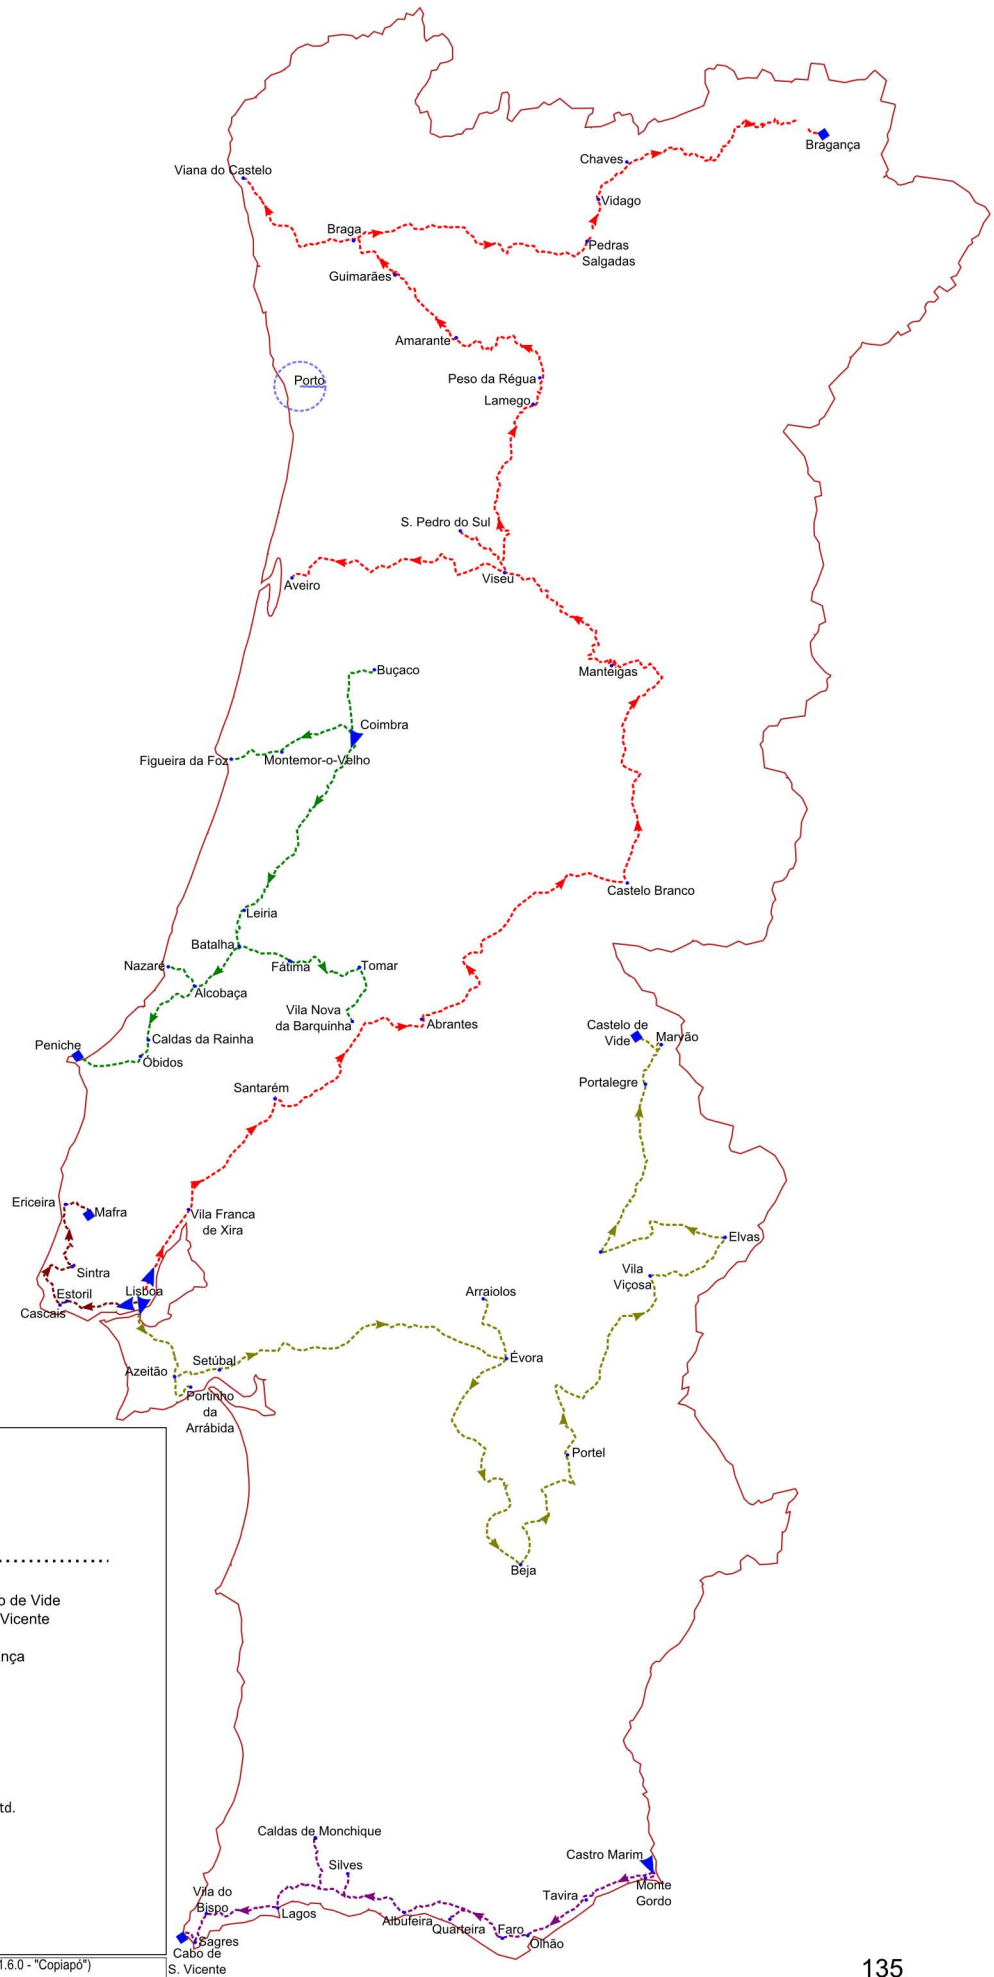 Bragança
Chaves
Viana do Castelo
Vidago
Braga
Pedras
Salgadas
Guimarães
Amarante
Porto
Peso da Régua
Lamego
S. Pedro do Sul
Viseu
Aveiro
Manteigas
Buçaco
Coimbra
Figueira da Foz
Montemor-o-Velho
Castelo Branco
Leiria
Batalha
Nazaré
Fátima
Tomar
Alcobaça
Vila Nova
da Barquinha
Abrantes
Castelo de
Vide
Marvão
Peniche
Caldas da Rainha
Óbidos
Portalegre
Santarém
Ericeira
Mafra
Vila Franca
de Xira
Elvas
Sintra
Vila
Viçosa
Estoril
Lisboa
Arraiolos
Cascais
Évora
Setúbal
Azeitão
Portinho
da
Arrábida
Portel
Beja
o de Vide
Vicente
nça
td.
Caldas de Monchique
Silves
Castro Marim
Monte
Gordo
Tavira
Vila do
Bispo
Lagos
Albufeira
Quarteira
Faro
Olhão
Sagres
Cabo de
S. Vicente
1.6.0 - "Copiapó")
135